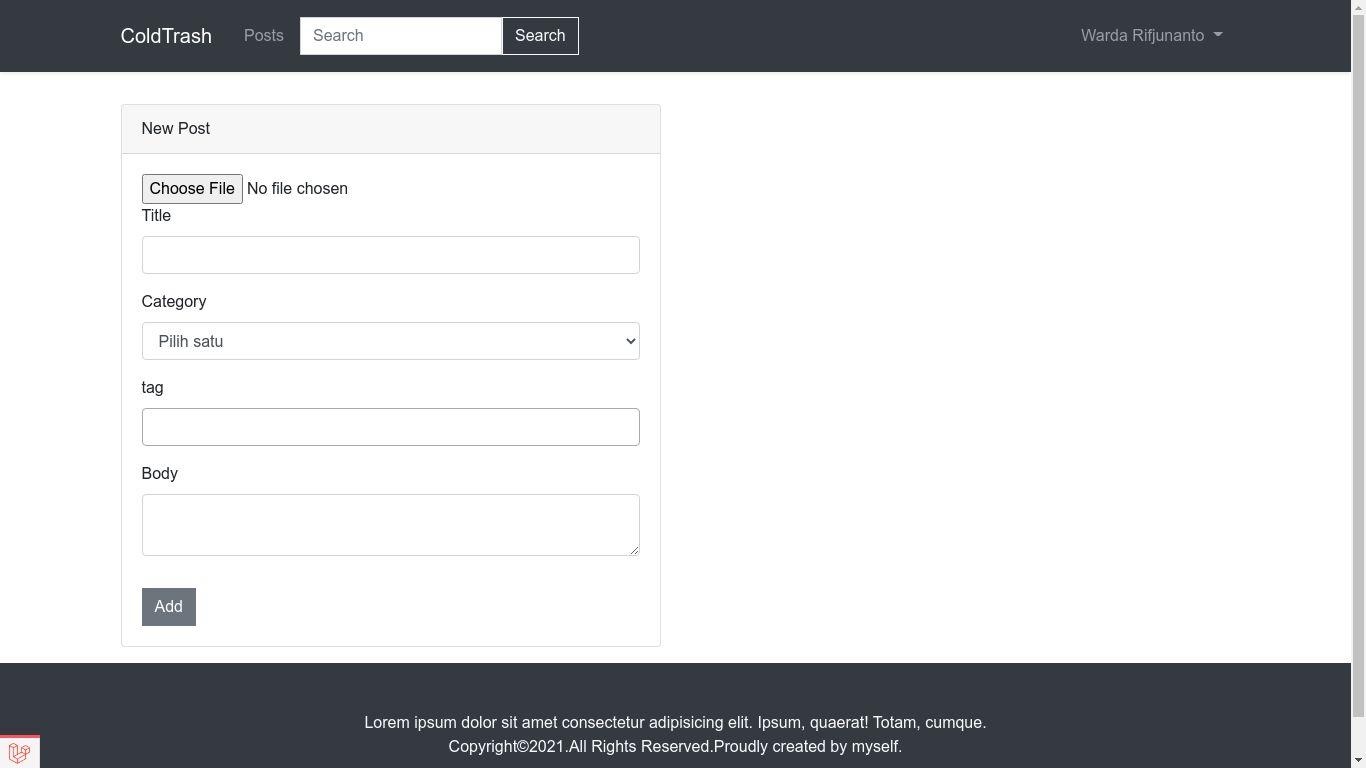 ColdTrash Posts Search Search Warda Rifjunanto
New Post
Choose File No file chosen
Title
Category
Pilih satu
tag
Body
Add
Lorem ipsum dolor sit amet consectetur adipisicing elit. Ipsum, quaerat! Totam, cumque.
Copyright©2021.All Rights Reserved.Proudly created by myself.